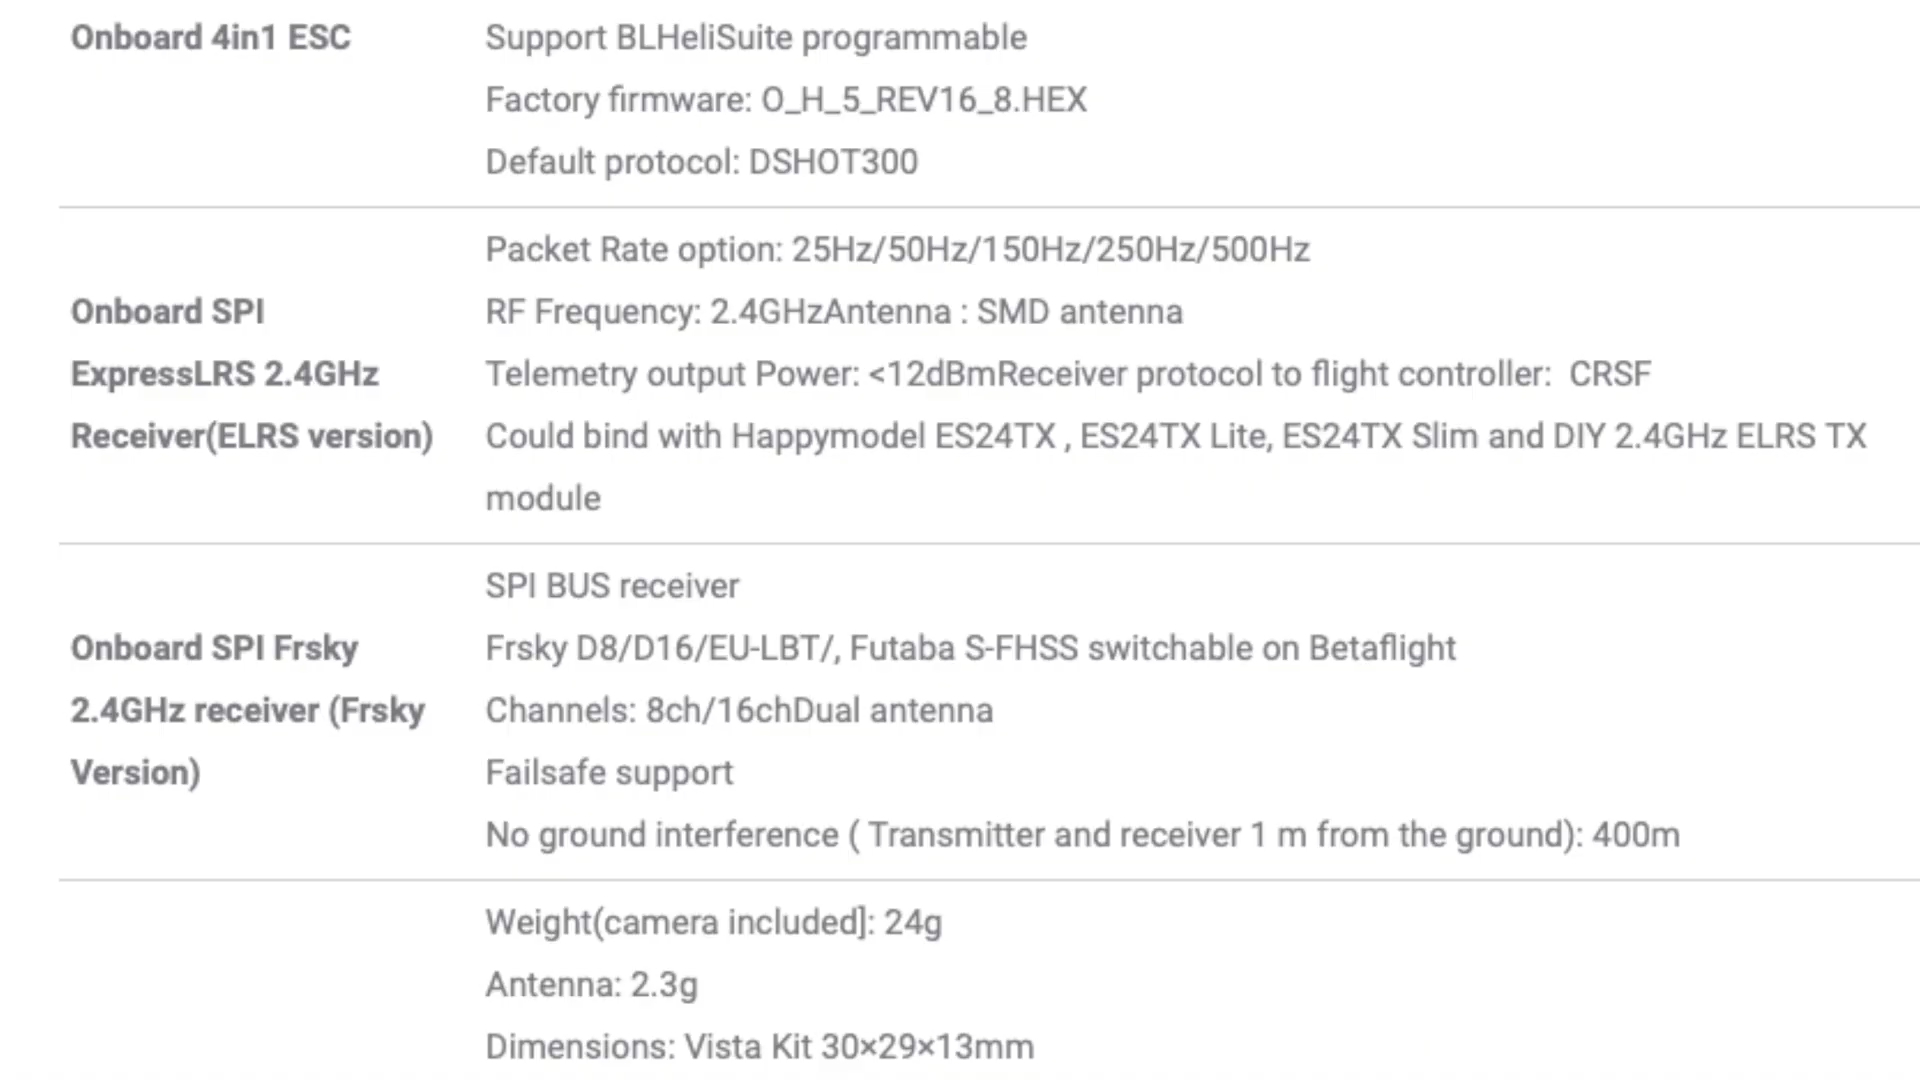 Onboard 4in1 ESC
Support BLHeliSuite programmable
Factory firmware: O_H_5_REV16_8.HEX
Default protocol: DSHOT300
Onboard SPI
ExpressLRS 2.4GHz
Receiver(ELRS version)
Packet Rate option: 25Hz/50Hz/150Hz/250Hz/500Hz
RF Frequency: 2.4GHzAntenna : SMD antenna
Telemetry output Power: <12dBmReceiver protocol to flight controller:  CRSF
Could bind with Happymodel ES24TX , ES24TX Lite, ES24TX Slim and DIY 2.4GHz ELRS TX
module
Onboard SPI Frsky
2.4GHz receiver (Frsky
Version)
SPI BUS receiver
Frsky D8/D16/EU-LBT/, Futaba S-FHSS switchable on Betaflight
Channels: 8ch/16chDual antenna
Failsafe support
No ground interference ( Transmitter and receiver 1 m from the ground): 400m
Weight(camera included]: 24g
Antenna: 2.3g
Dimensions: Vista Kit 30×29×13mm